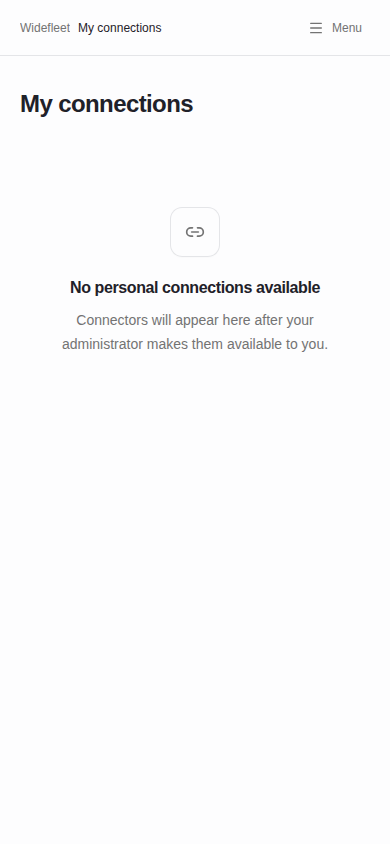 Widefleet My connections Menu
My connections
No personal connections available
Connectors will appear here after your
administrator makes them available to you.